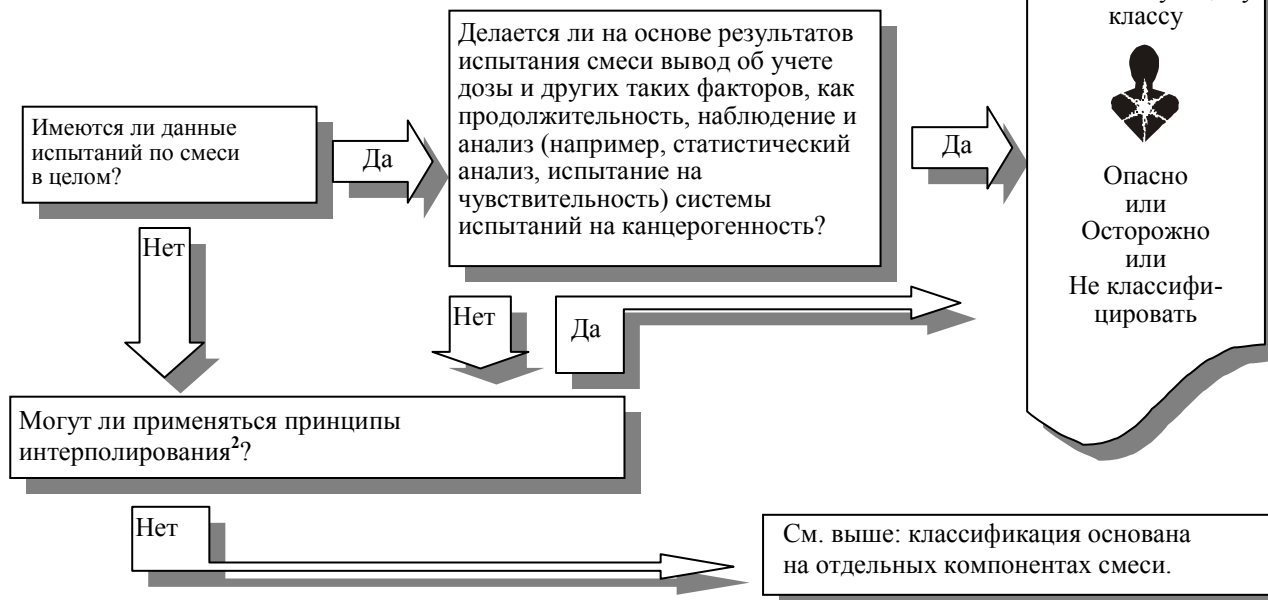 классу
Делается ли на основе результатов
испытания смеси вывод об учете
дозы и других таких факторов, как
продолжительность, наблюдение и
анализ (например, статистический
анализ, испытание на
чувствительность) системы
испытаний на канцерогенность?
Имеются ли данные
испытаний по смеси
в целом?
Да
Да
Опасно
или
Осторожно
или
Не классифи-
цировать
Нет
Нет
Да
Могут ли применяться принципы
интерполирования²?
Нет
См. выше: классификация основана
на отдельных компонентах смеси.